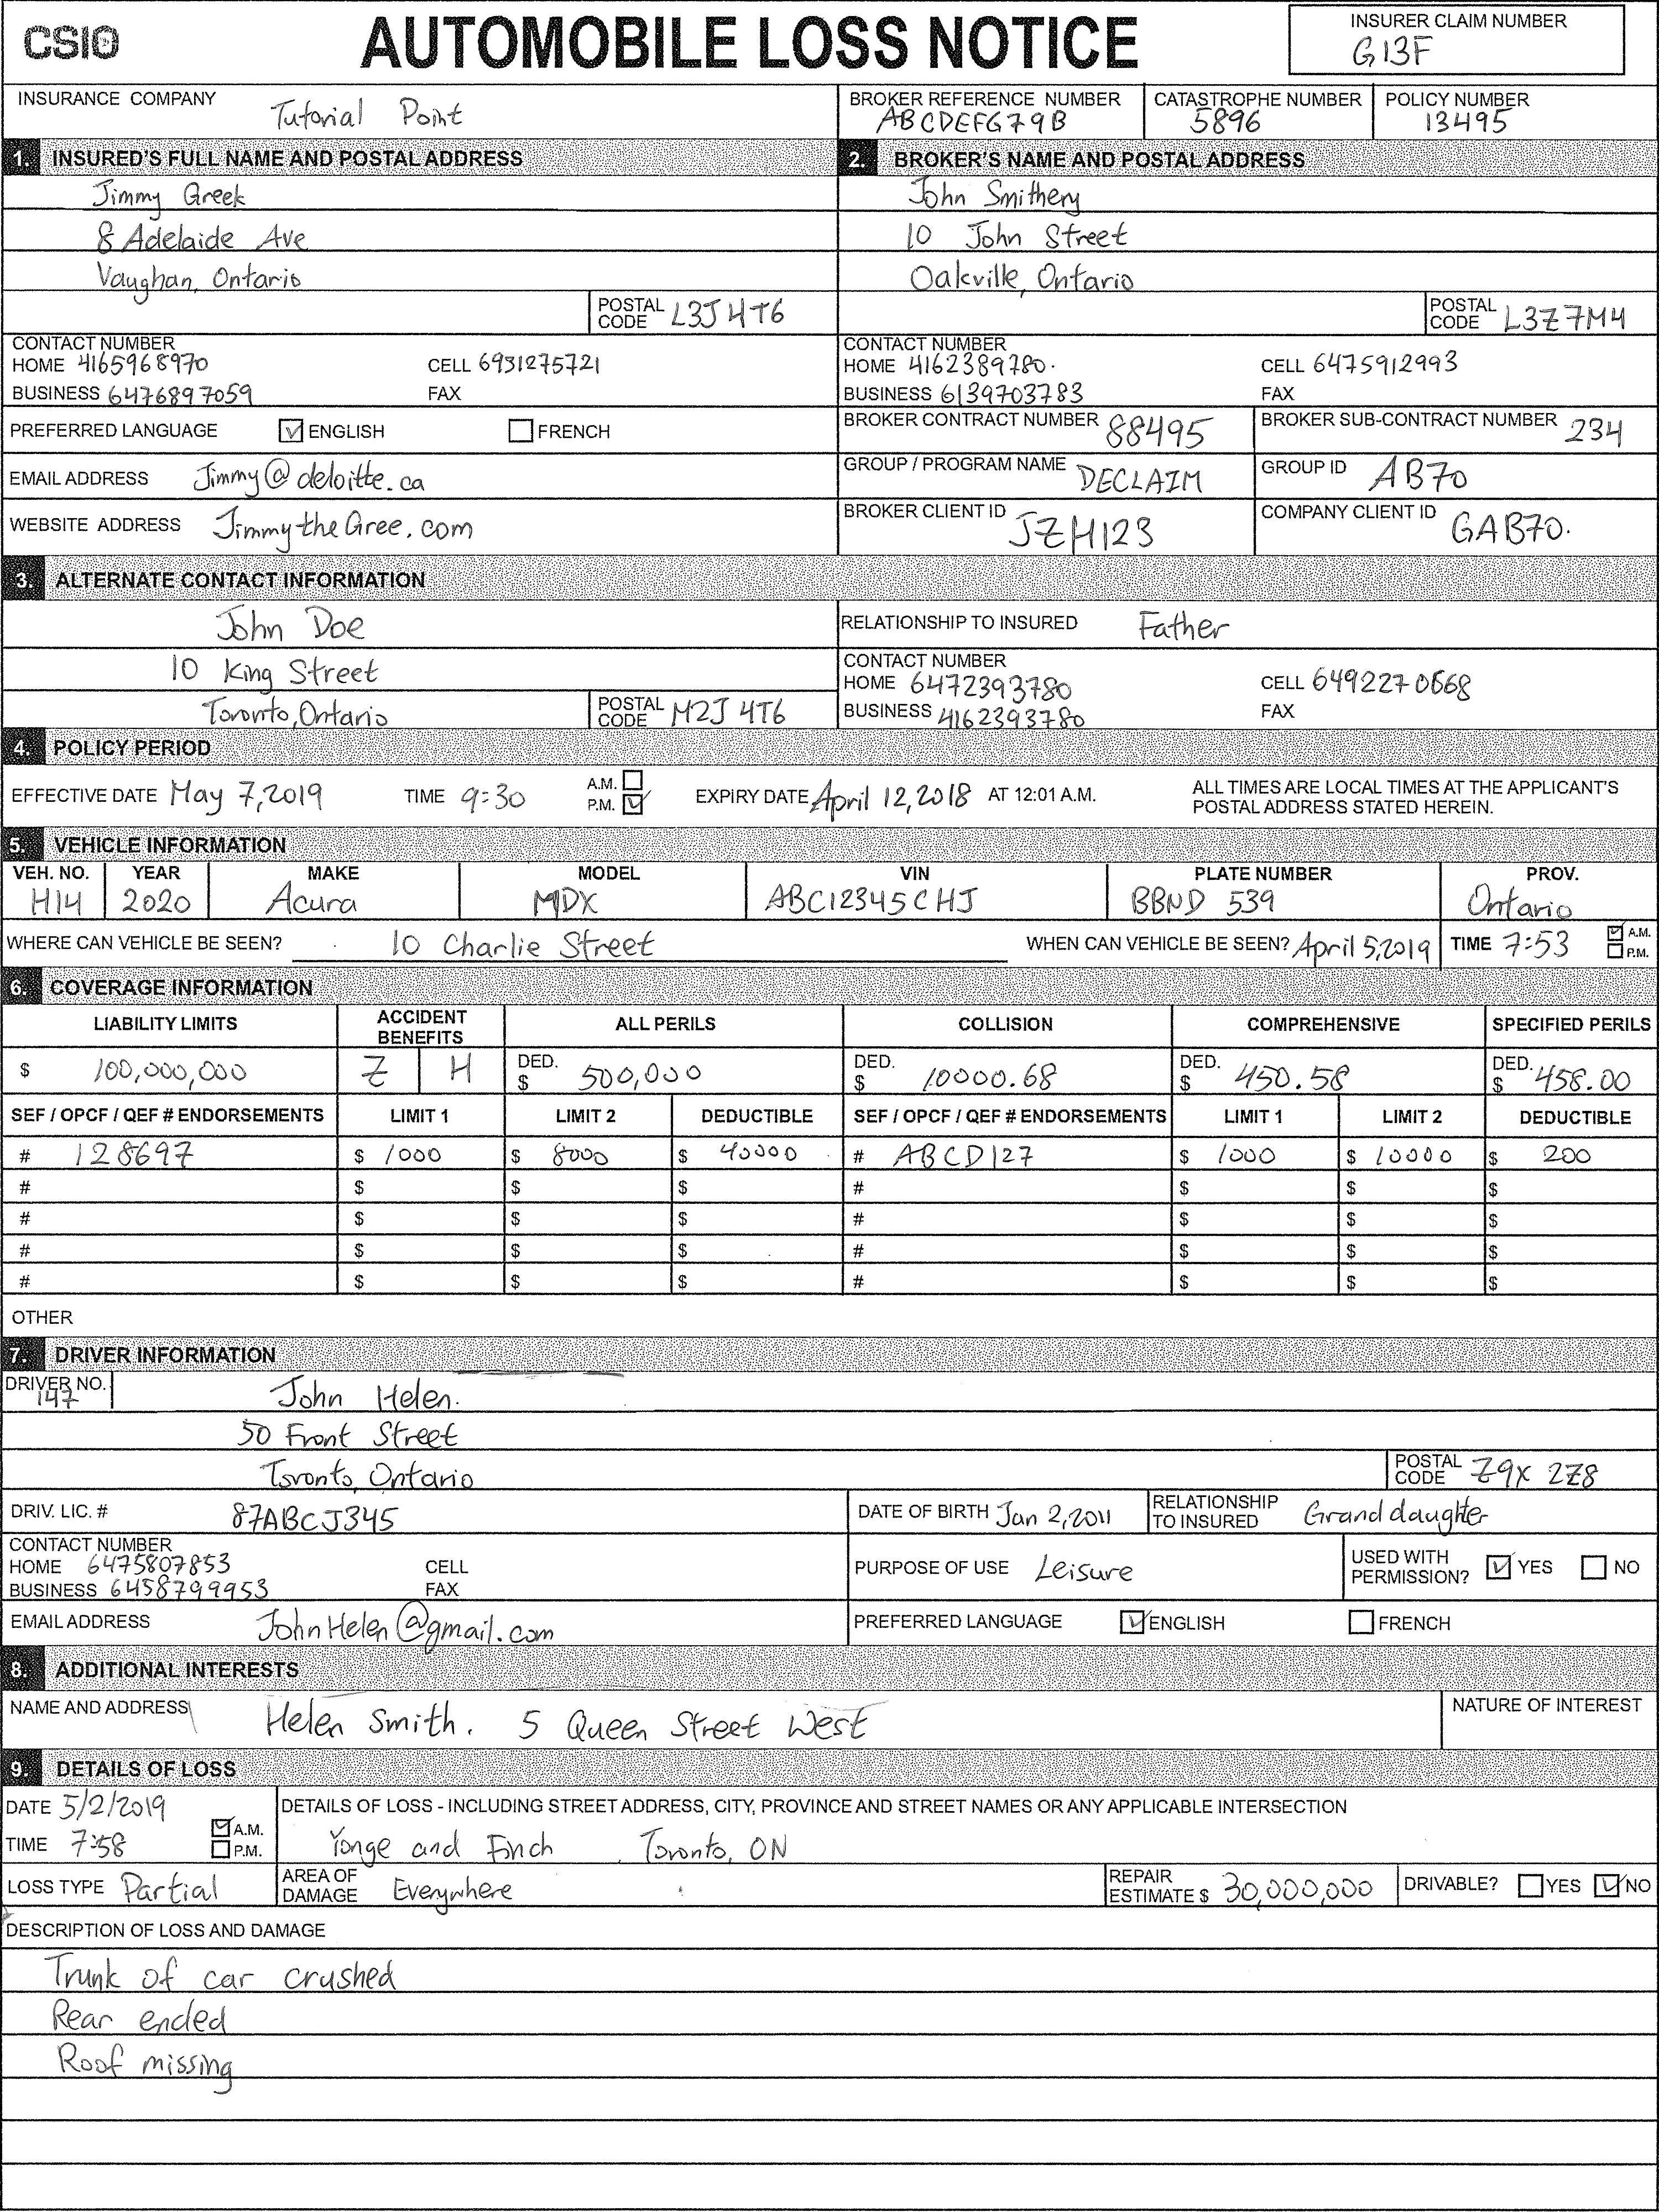 CSIO
AUTOMOBILE LOSS NOTICE
INSURER CLAIM NUMBER
G13F
INSURANCE COMPANY Tutorial Point
BROKER REFERENCE NUMBER ABCDEFG79B
CATASTROPHE NUMBER 5896
POLICY NUMBER 13495
1. INSURED'S FULL NAME AND POSTAL ADDRESS
Jimmy Greek
8 Adelaide Ave
Vaughan, Ontario
POSTAL CODE L3J 4T6
CONTACT NUMBER
HOME 4165968970 CELL 6931275721
BUSINESS 6476897059 FAX
PREFERRED LANGUAGE ENGLISH FRENCH
EMAIL ADDRESS Jimmy@deloitte.ca
WEBSITE ADDRESS JimmytheGree.com
2. BROKER'S NAME AND POSTAL ADDRESS
John Smithery
10 John Street
Oakville, Ontario
POSTAL CODE L3Z 7M4
CONTACT NUMBER
HOME 4162389780. CELL 6475912993
BUSINESS 6139703783 FAX
BROKER CONTRACT NUMBER 88495 BROKER SUB-CONTRACT NUMBER 234
GROUP / PROGRAM NAME DECLAIM GROUP ID AB70
BROKER CLIENT ID JZH123 COMPANY CLIENT ID GAB70.
3. ALTERNATE CONTACT INFORMATION
John Doe
10 King Street
Toronto, Ontario POSTAL CODE M2J 4T6
RELATIONSHIP TO INSURED Father
CONTACT NUMBER
HOME 6472393780 CELL 6492270668
BUSINESS 4162393780 FAX
4. POLICY PERIOD
EFFECTIVE DATE May 7, 2019 TIME 9:30 A.M. P.M. EXPIRY DATE April 12, 2018 AT 12:01 A.M. ALL TIMES ARE LOCAL TIMES AT THE APPLICANT'S POSTAL ADDRESS STATED HEREIN.
5. VEHICLE INFORMATION
VEH. NO. YEAR MAKE MODEL VIN PLATE NUMBER PROV.
H14 2020 Acura MDX ABC12345CHJ BBND 539 Ontario
WHERE CAN VEHICLE BE SEEN? 10 Charlie Street WHEN CAN VEHICLE BE SEEN? April 5, 2019 TIME 7:53 A.M. P.M.
6. COVERAGE INFORMATION
LIABILITY LIMITS ACCIDENT BENEFITS ALL PERILS COLLISION COMPREHENSIVE SPECIFIED PERILS
$ 100,000,000 Z H DED. $ 500,000 DED. $ 10000.68 DED. $ 450.58 DED. $ 458.00
SEF / OPCF / QEF # ENDORSEMENTS LIMIT 1 LIMIT 2 DEDUCTIBLE SEF / OPCF / QEF # ENDORSEMENTS LIMIT 1 LIMIT 2 DEDUCTIBLE
# 128697 $ 1000 $ 8000 $ 40000 # ABCD127 $ 1000 $ 10000 $ 200
# $ $ $ # $ $ $
# $ $ $ # $ $ $
# $ $ $ # $ $ $
# $ $ $ # $ $ $
OTHER
7. DRIVER INFORMATION
DRIVER NO. 147 John Helen.
50 Front Street
Toronto, Ontario POSTAL CODE Z9X 2Z8
DRIV. LIC. # 87ABCJ345 DATE OF BIRTH Jan 2, 2011 RELATIONSHIP TO INSURED Granddaughter
CONTACT NUMBER
HOME 6475807853 CELL
BUSINESS 6458799953 FAX
PURPOSE OF USE Leisure USED WITH PERMISSION? YES NO
EMAIL ADDRESS JohnHelen@gmail.com PREFERRED LANGUAGE ENGLISH FRENCH
8. ADDITIONAL INTERESTS
NAME AND ADDRESS Helen Smith. 5 Queen Street West NATURE OF INTEREST
9. DETAILS OF LOSS
DATE 5/2/2019 DETAILS OF LOSS - INCLUDING STREET ADDRESS, CITY, PROVINCE AND STREET NAMES OR ANY APPLICABLE INTERSECTION
TIME 7:58 A.M. P.M. Yonge and Finch Toronto, ON
LOSS TYPE Partial AREA OF DAMAGE Everywhere REPAIR ESTIMATE $ 30,000,000 DRIVABLE? YES NO
DESCRIPTION OF LOSS AND DAMAGE
Trunk of car crushed
Rear ended
Roof missing